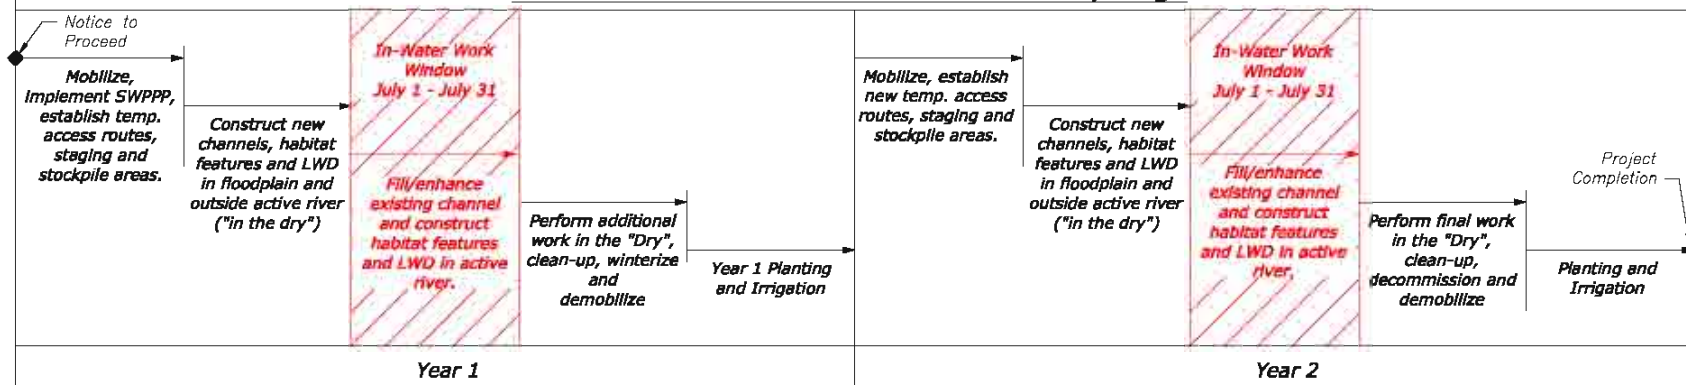 Notice to
Proceed
Mobilize,
implement SWPPP,
establish temp.
access routes,
staging and
stockpile areas.
Construct new
channels, habitat
features and LWD
in floodplain and
outside active river
("in the dry")
In-Water Work
Window
July 1 - July 31
Fill/enhance
existing channel
and construct
habitat features
and LWD in active
river.
Perform additional
work in the "Dry",
clean-up, winterize
and
demobilize
Year 1 Planting
and Irrigation
Mobilize, establish
new temp. access
routes, staging and
stockpile areas.
Construct new
channels, habitat
features and LWD
in floodplain and
outside active river
("in the dry")
In-Water Work
Window
July 1 - July 31
Fill/enhance
existing channel
and construct
habitat features
and LWD in active
river.
Perform final work
in the "Dry",
clean-up,
decommission and
demobilize
Planting and
Irrigation
Project
Completion
Year 1
Year 2